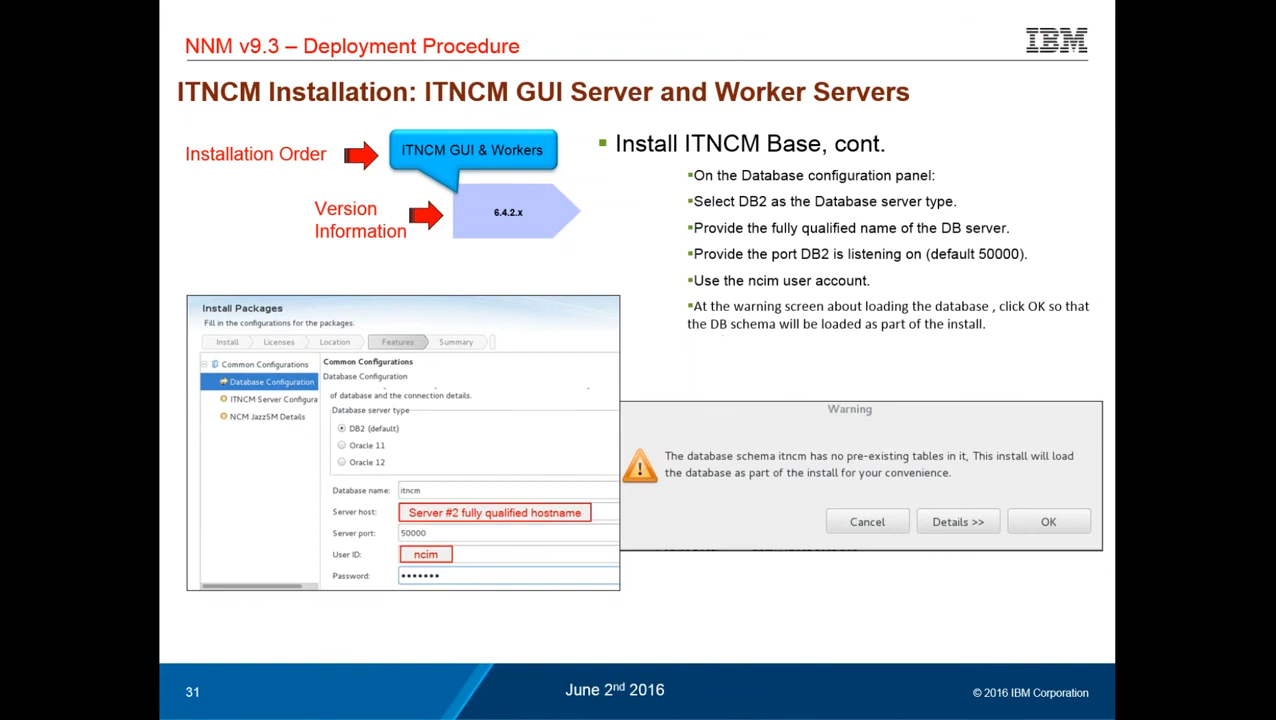 NNM v9.3 – Deployment Procedure
IBM
ITNCM Installation: ITNCM GUI Server and Worker Servers
Installation Order
ITNCM GUI & Workers
Version
Information
6.4.2.x
Install ITNCM Base, cont.
On the Database configuration panel:
Select DB2 as the Database server type.
Provide the fully qualified name of the DB server.
Provide the port DB2 is listening on (default 50000).
Use the ncim user account.
At the warning screen about loading the database , click OK so that
the DB schema will be loaded as part of the install.
Install Packages
Fill in the configurations for the packages.
Install Licenses Location Features Summary
Common Configurations
Database Configuration
ITNCM Server Configura
NCM JazzSM Details
Common Configurations
Database Configuration
of database and the connection details.
Database server type
DB2 (default)
Oracle 11
Oracle 12
Database name: itncm
Server host: Server #2 fully qualified hostname
Server port: 50000
User ID: ncim
Password: •••••••
Warning
The database schema itncm has no pre-existing tables in it, This install will load
the database as part of the install for your convenience.
Cancel Details >> OK
31
June 2nd 2016
© 2016 IBM Corporation